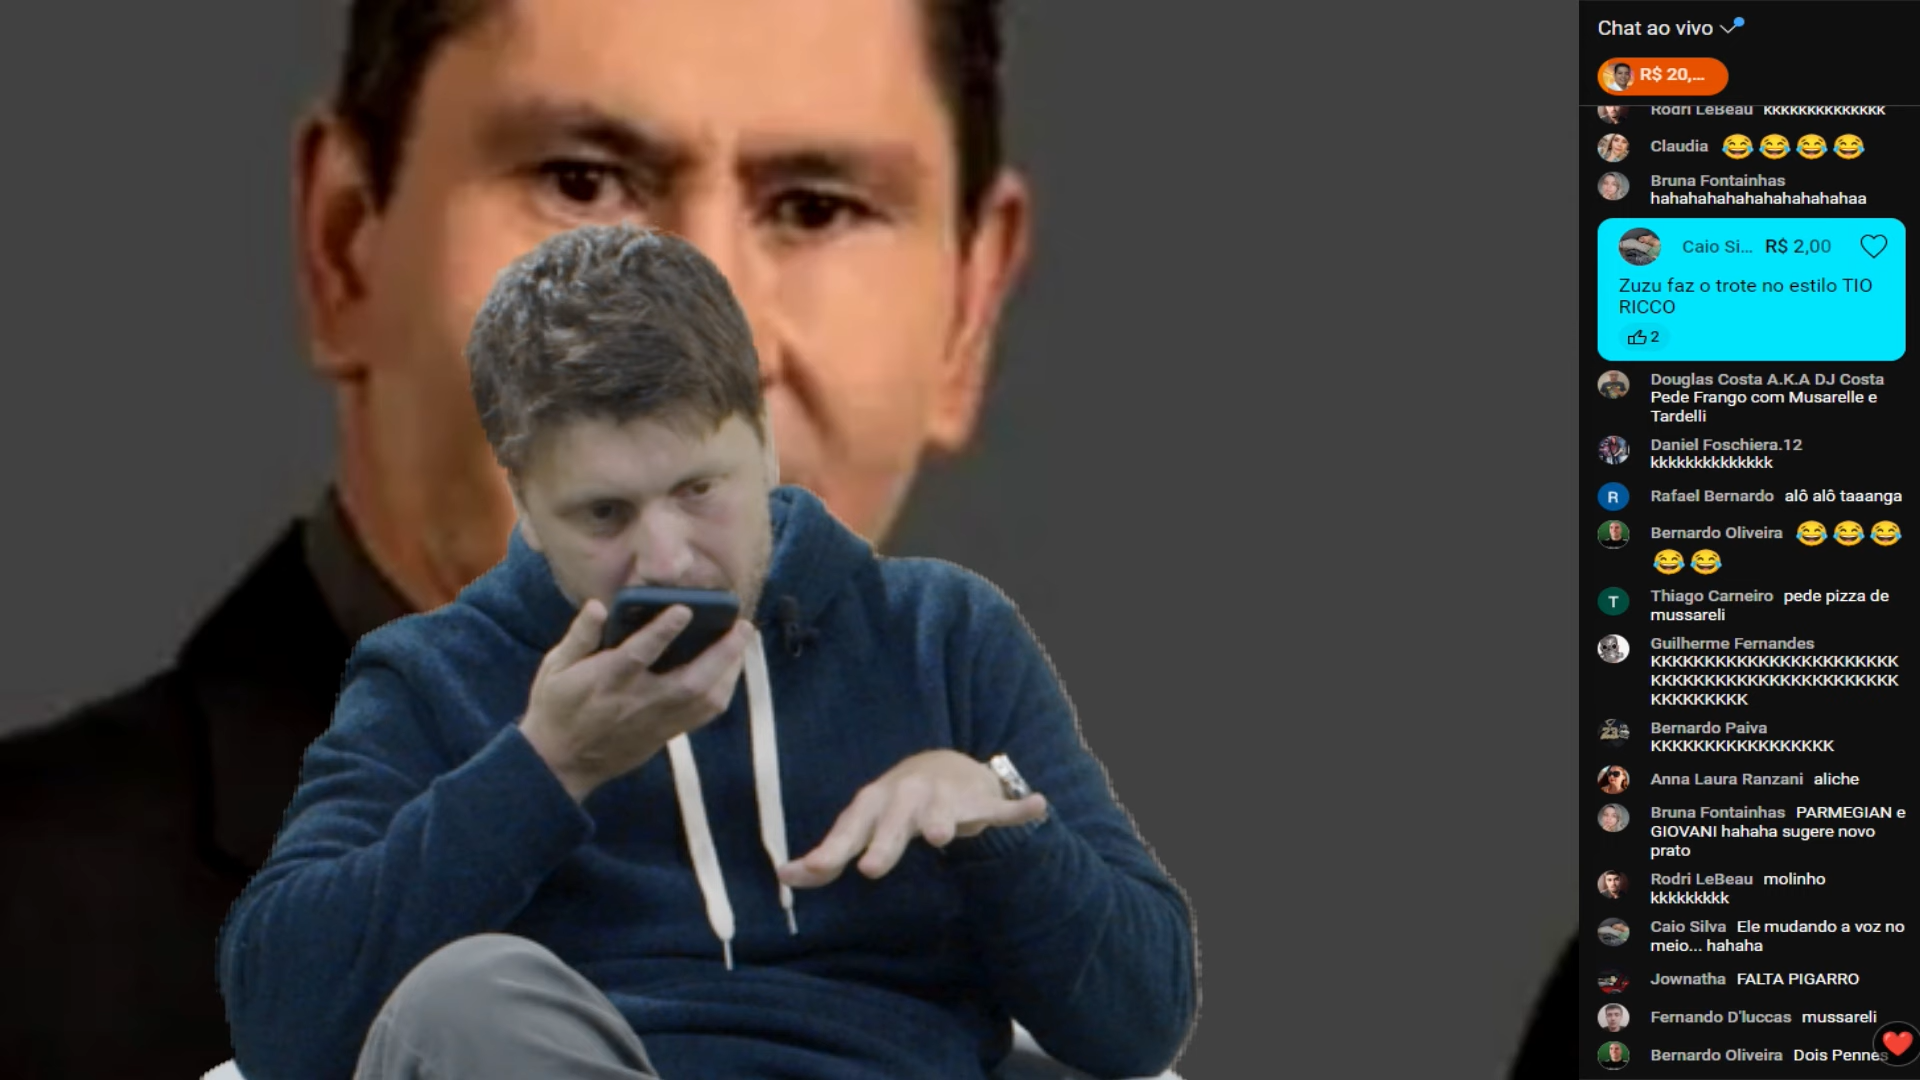 Chat ao vivo
R$ 20,...
Rodri LeBeau kkkkkkkkkkkkkk
Claudia 😂😂😂😂
Bruna Fontainhas
hahahahahahahahahahahaa
Caio Si... R$ 2,00
Zuzu faz o trote no estilo TIO
RICCO
2
Douglas Costa A.K.A DJ Costa
Pede Frango com Musarelle e
Tardelli
Daniel Foschiera.12
kkkkkkkkkkkkkk
R
Rafael Bernardo alô alô taaanga
Bernardo Oliveira 😂😂😂
😂😂
T
Thiago Carneiro pede pizza de
mussareli
Guilherme Fernandes
KKKKKKKKKKKKKKKKKKKKKKK
KKKKKKKKKKKKKKKKKKKKKKK
KKKKKKKKK
Bernardo Paiva
KKKKKKKKKKKKKKKKK
Anna Laura Ranzani aliche
Bruna Fontainhas PARMEGIAN e
GIOVANI hahaha sugere novo
prato
Rodri LeBeau molinho
kkkkkkkkk
Caio Silva Ele mudando a voz no
meio... hahaha
Jownatha FALTA PIGARRO
Fernando D'luccas mussareli
Bernardo Oliveira Dois Pennes